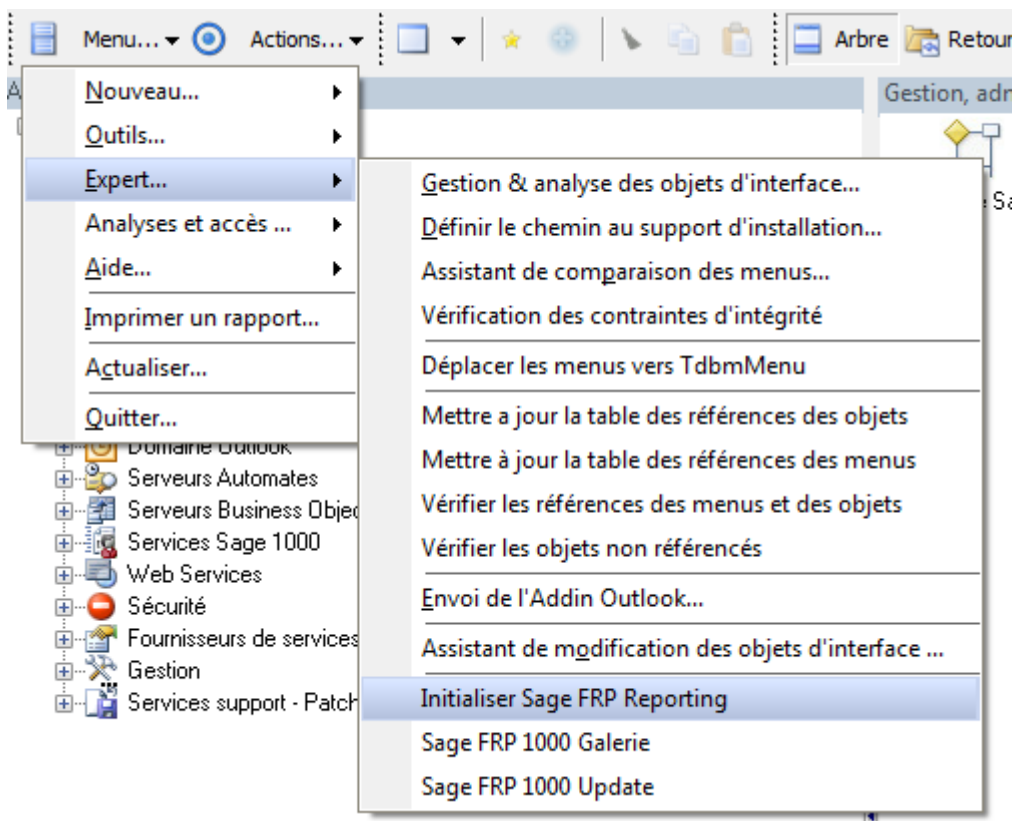 Menu... Actions... Arbre Retour
A
Gestion, adn
Nouveau...
Outils...
Expert...
Analyses et accès ...
Aide...
Imprimer un rapport...
Actualiser...
Quitter...
Gestion & analyse des objets d'interface...
Définir le chemin au support d'installation...
Assistant de comparaison des menus...
Vérification des contraintes d'intégrité
Déplacer les menus vers TdbmMenu
Mettre a jour la table des références des objets
Mettre à jour la table des références des menus
Vérifier les références des menus et des objets
Vérifier les objets non référencés
Envoi de l'Addin Outlook...
Assistant de modification des objets d'interface ...
Initialiser Sage FRP Reporting
Sage FRP 1000 Galerie
Sage FRP 1000 Update
Sa
Domaine Outlook
Serveurs Automates
Serveurs Business Objec
Services Sage 1000
Web Services
Sécurité
Fournisseurs de services
Gestion
Services support - Patch